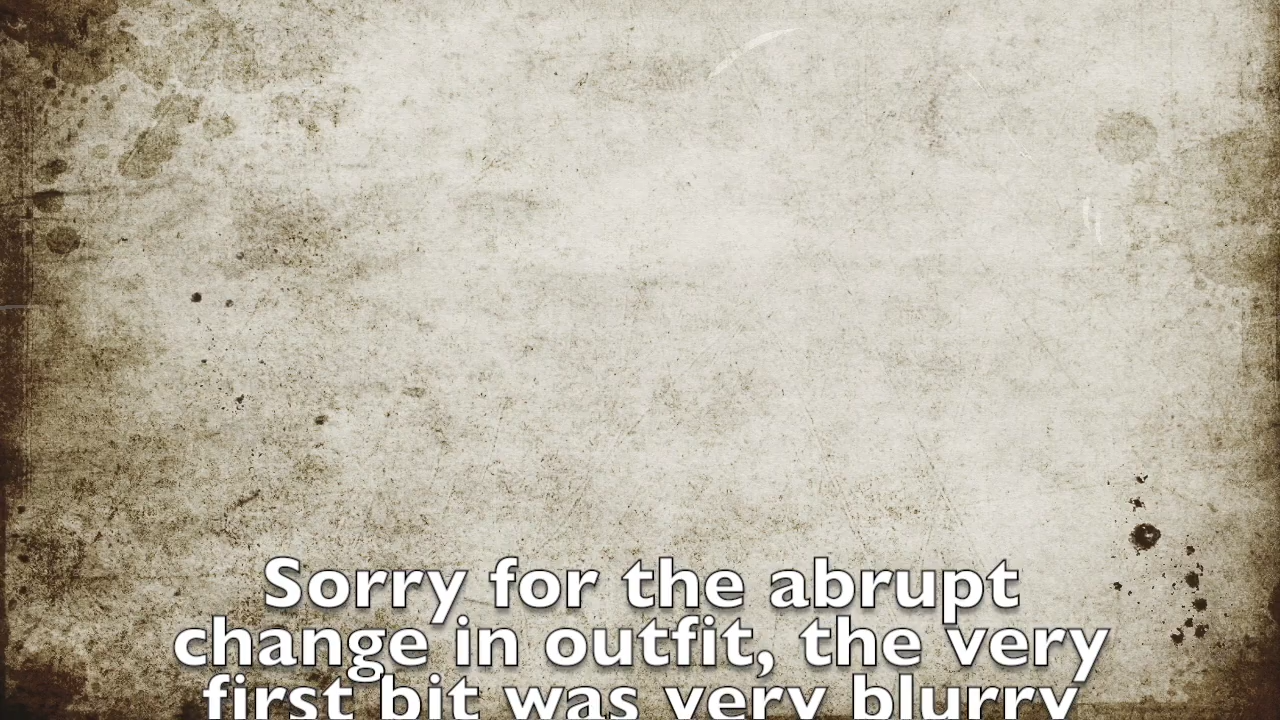 Sorry for the abrupt
change in outfit, the very
first bit was very blurry